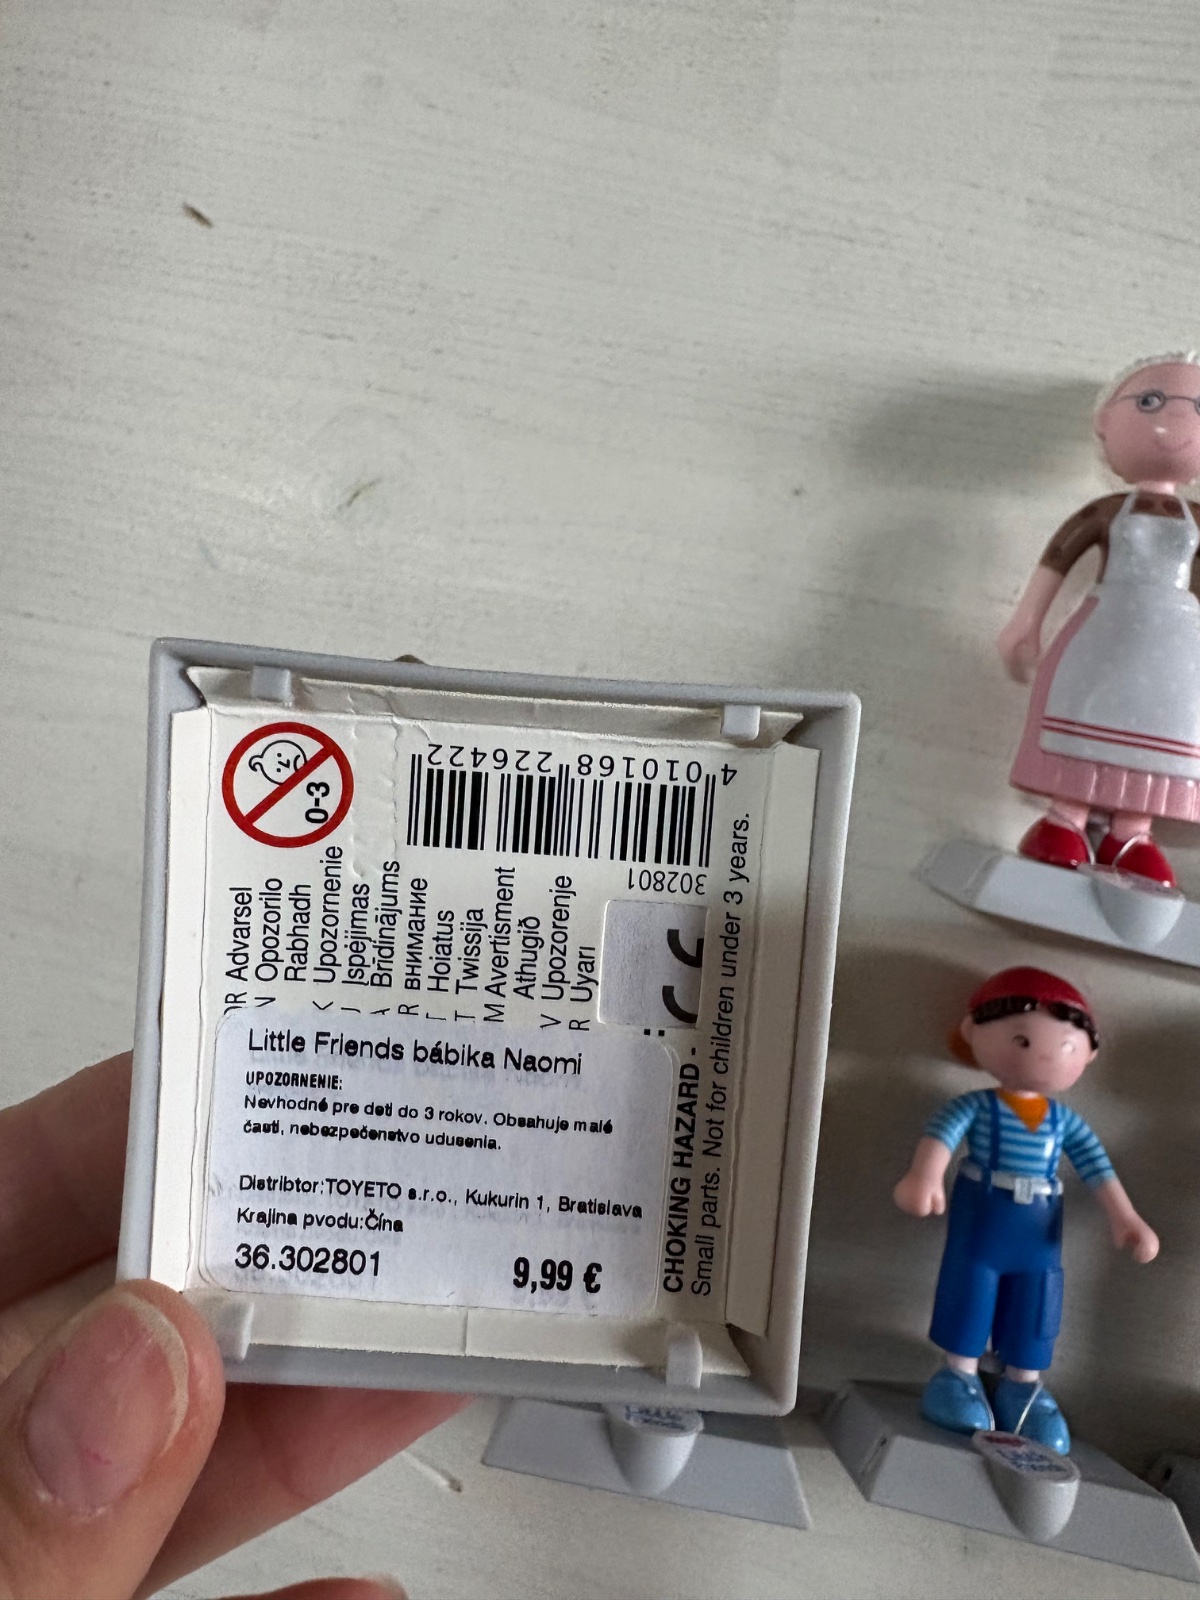 0-3
4 010168 226422
302801
Advarsel
Opozorilo
Rabhadh
Upozornenie
Įspėjimas
Brīdinājums
внимание
Hoiatus
Twissija
Avertisment
Athugið
Upozorenje
Uyarı
CE
CHOKING HAZARD -
Small parts. Not for children under 3 years.
Little Friends bábika Naomi
UPOZORNENIE:
Nevhodné pre deti do 3 rokov. Obsahuje malé
časti, nebezpečenstvo udusenia.
Distribtor:TOYETO s.r.o., Kukurin 1, Bratislava
Krajina pvodu:Čína
36.302801
9,99 €